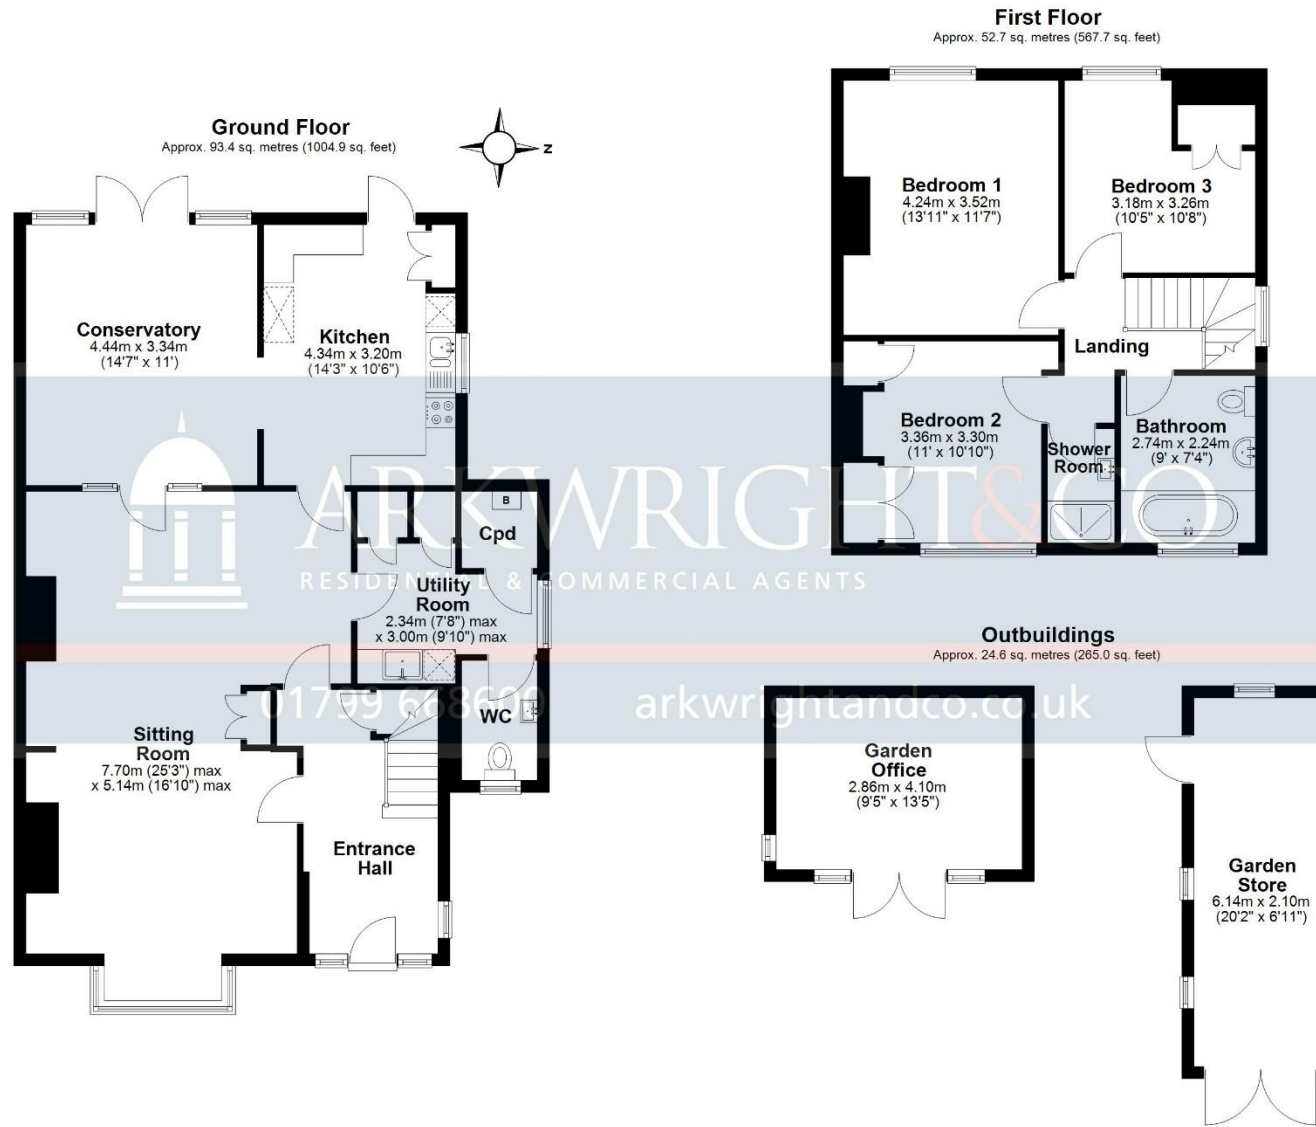 First Floor
Approx. 52.7 sq. metres (567.7 sq. feet)
Ground Floor
Approx. 93.4 sq. metres (1004.9 sq. feet)
Z
Bedroom 1
4.24m x 3.52m
(13'11" x 11'7")
Bedroom 3
3.18m x 3.26m
(10'5" x 10'8")
Conservatory
4.44m x 3.34m
(14'7" x 11')
Kitchen
4.34m x 3.20m
(14'3" x 10'6")
Landing
Bedroom 2
3.36m x 3.30m
(11' x 10'10")
Shower
Room
Bathroom
2.74m x 2.24m
(9' x 7'4")
B
Cpd
ARKWRIGHT&CO
RESIDENTIAL & COMMERCIAL AGENTS
Utility
Room
2.34m (7'8") max
x 3.00m (9'10") max
Outbuildings
Approx. 24.6 sq. metres (265.0 sq. feet)
01799 668600
arkwrightandco.co.uk
WC
Sitting
Room
7.70m (25'3") max
x 5.14m (16'10") max
Garden
Office
2.86m x 4.10m
(9'5" x 13'5")
Entrance
Hall
Garden
Store
6.14m x 2.10m
(20'2" x 6'11")